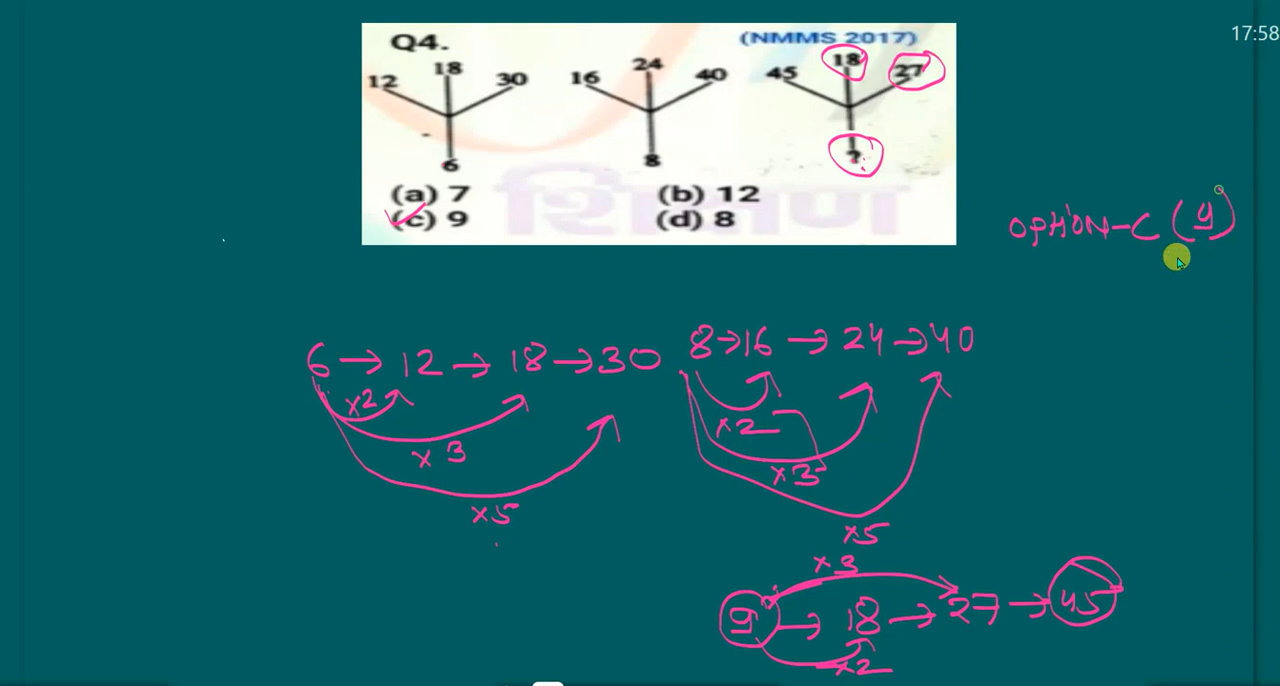 17:58
Q4.
(NMMS 2017)
12 18 30 16 24 40 45 18 27
6 8 ?
(a) 7 (b) 12
(c) 9 (d) 8
शिक्षण
OPTION-C (9)
6 → 12 → 18 → 30 8 → 16 → 24 → 40
×2 ×2
×3 ×3
×5 ×5
×3
9 → 18 → 27 → 45
×2